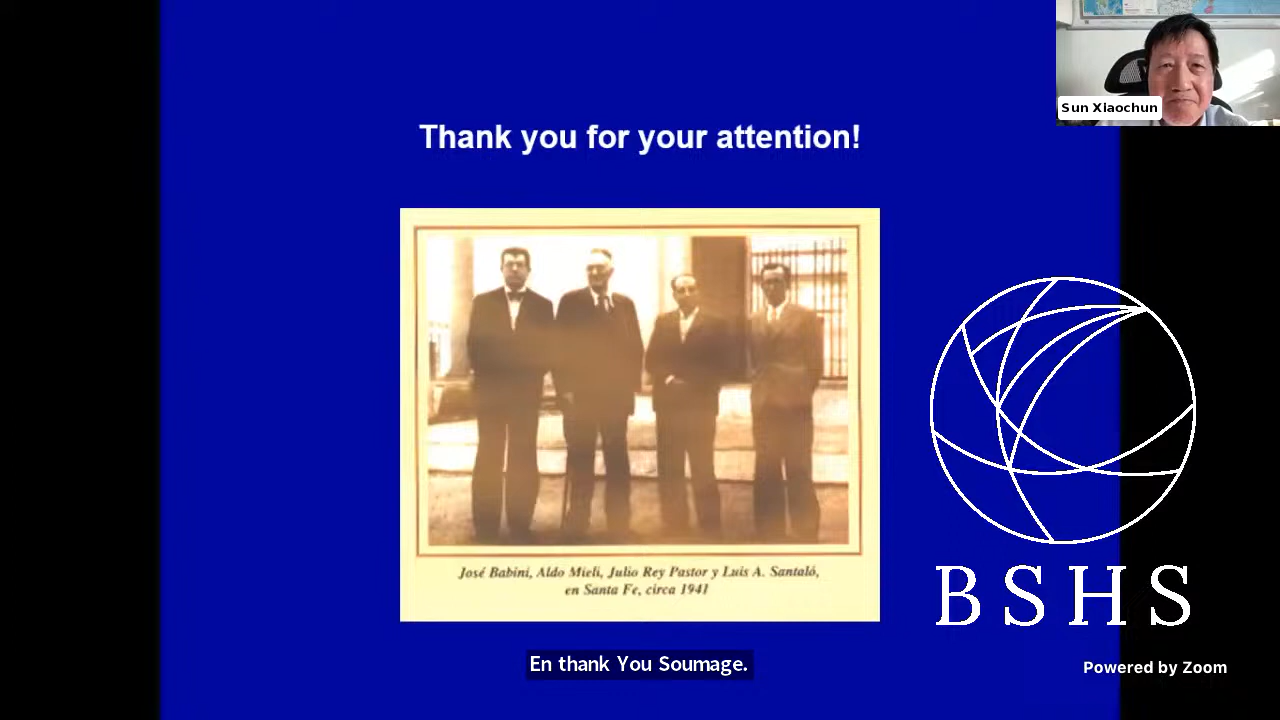 Thank you for your attention!
Sun Xiaochun
José Babini, Aldo Mieli, Julio Rey Pastor y Luis A. Santaló,
en Santa Fe, circa 1941
BSHS
En thank You Soumage.
Powered by Zoom